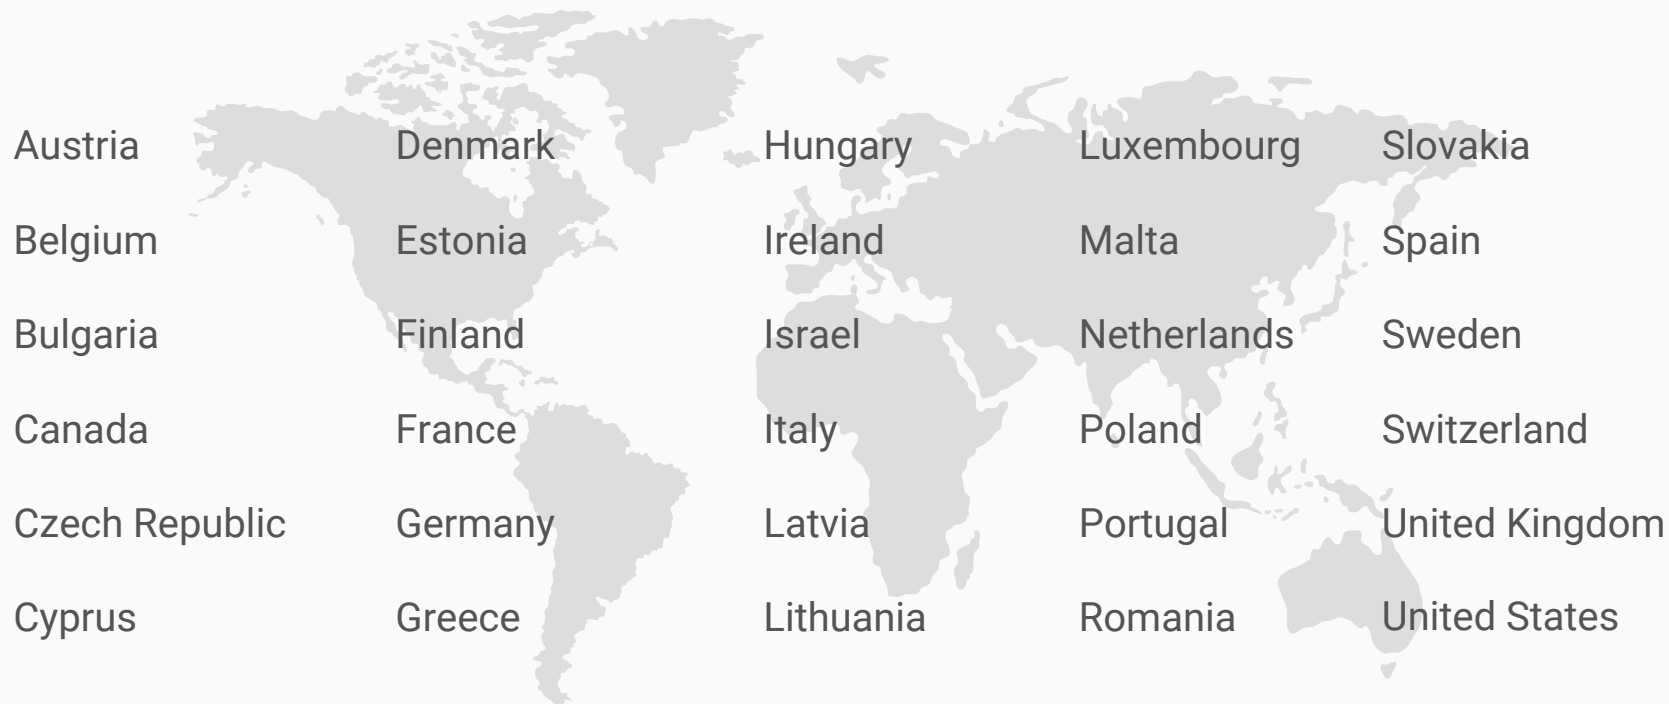 Austria
Belgium
Bulgaria
Canada
Czech Republic
Cyprus
Denmark
Estonia
Finland
France
Germany
Greece
Hungary
Ireland
Israel
Italy
Latvia
Lithuania
Luxembourg
Malta
Netherlands
Poland
Portugal
Romania
Slovakia
Spain
Sweden
Switzerland
United Kingdom
United States